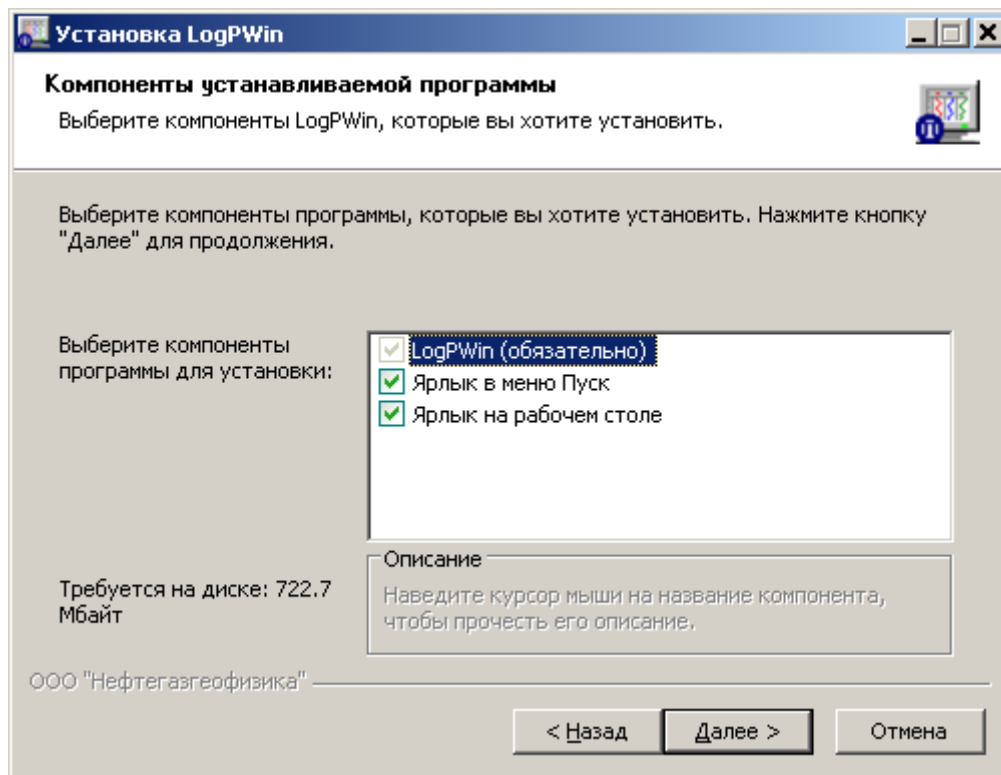 Установка LogPWin
Компоненты устанавливаемой программы
Выберите компоненты LogPWin, которые вы хотите установить.
Выберите компоненты программы, которые вы хотите установить. Нажмите кнопку
"Далее" для продолжения.
Выберите компоненты
программы для установки:
LogPWin (обязательно)
Ярлык в меню Пуск
Ярлык на рабочем столе
Требуется на диске: 722.7
Мбайт
Описание
Наведите курсор мыши на название компонента,
чтобы прочесть его описание.
ООО "Нефтегазгеофизика"
< Назад
Далее >
Отмена